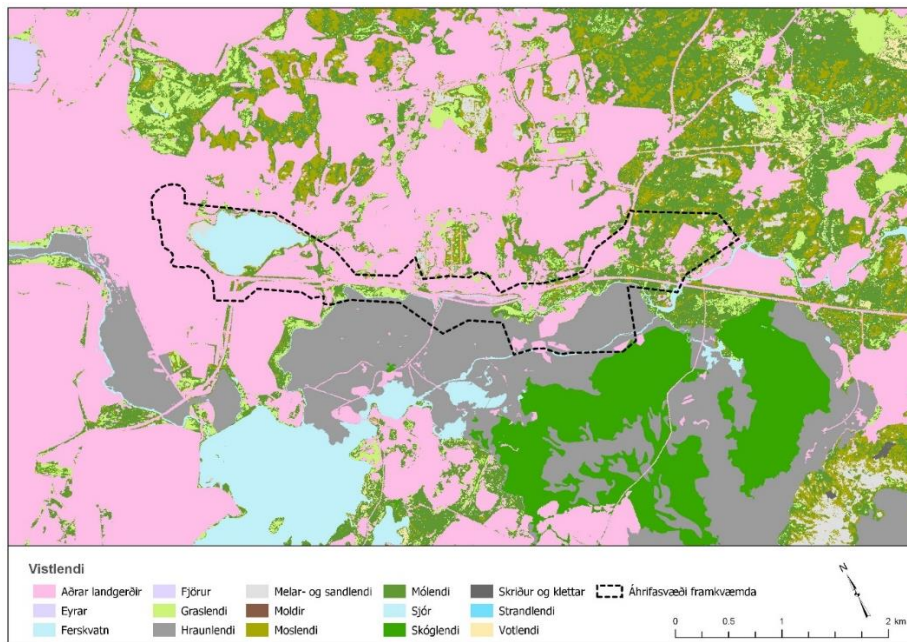 Vistlendi
Aðrar landgerðir
Fjörur
Melar- og sandlendi
Mólendi
Skriður og klettar
Áhrifasvæði framkvæmda
Eyrar
Graslendi
Moldir
Sjór
Strandlendi
Ferskvatn
Hraunlendi
Moslendi
Skóglendi
Votlendi
N
0 0.5 1 2 km